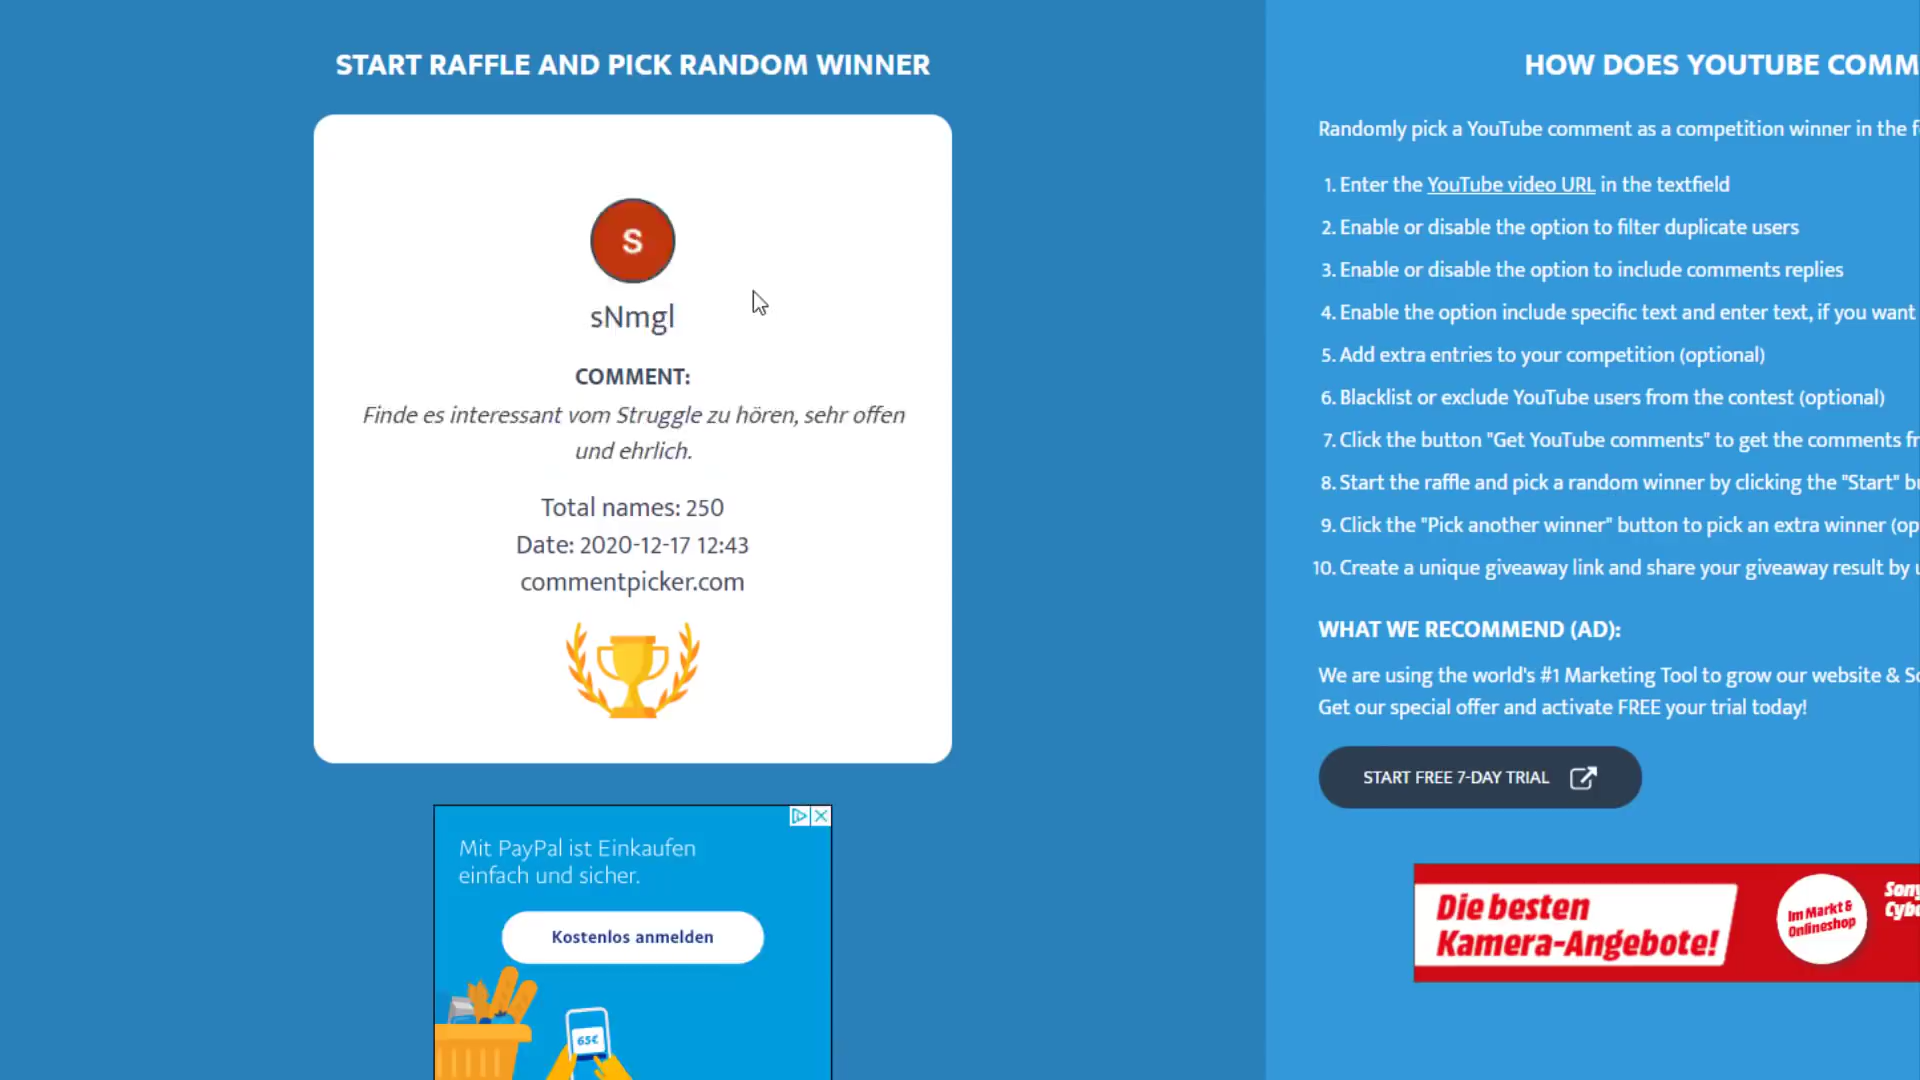 START RAFFLE AND PICK RANDOM WINNER
S
sNmgl
COMMENT:
Finde es interessant vom Struggle zu hören, sehr offen
und ehrlich.
Total names: 250
Date: 2020-12-17 12:43
commentpicker.com
Mit PayPal ist Einkaufen
einfach und sicher.
Kostenlos anmelden
65€
HOW DOES YOUTUBE COMM
Randomly pick a YouTube comment as a competition winner in the f
1. Enter the YouTube video URL in the textfield
2. Enable or disable the option to filter duplicate users
3. Enable or disable the option to include comments replies
4. Enable the option include specific text and enter text, if you want
5. Add extra entries to your competition (optional)
6. Blacklist or exclude YouTube users from the contest (optional)
7. Click the button "Get YouTube comments" to get the comments fr
8. Start the raffle and pick a random winner by clicking the "Start" bu
9. Click the "Pick another winner" button to pick an extra winner (op
10. Create a unique giveaway link and share your giveaway result by u
WHAT WE RECOMMEND (AD):
We are using the world's #1 Marketing Tool to grow our website & So
Get our special offer and activate FREE your trial today!
START FREE 7-DAY TRIAL
Die besten
Kamera-Angebote!
Im Markt &
Onlineshop
Sony
Cybe